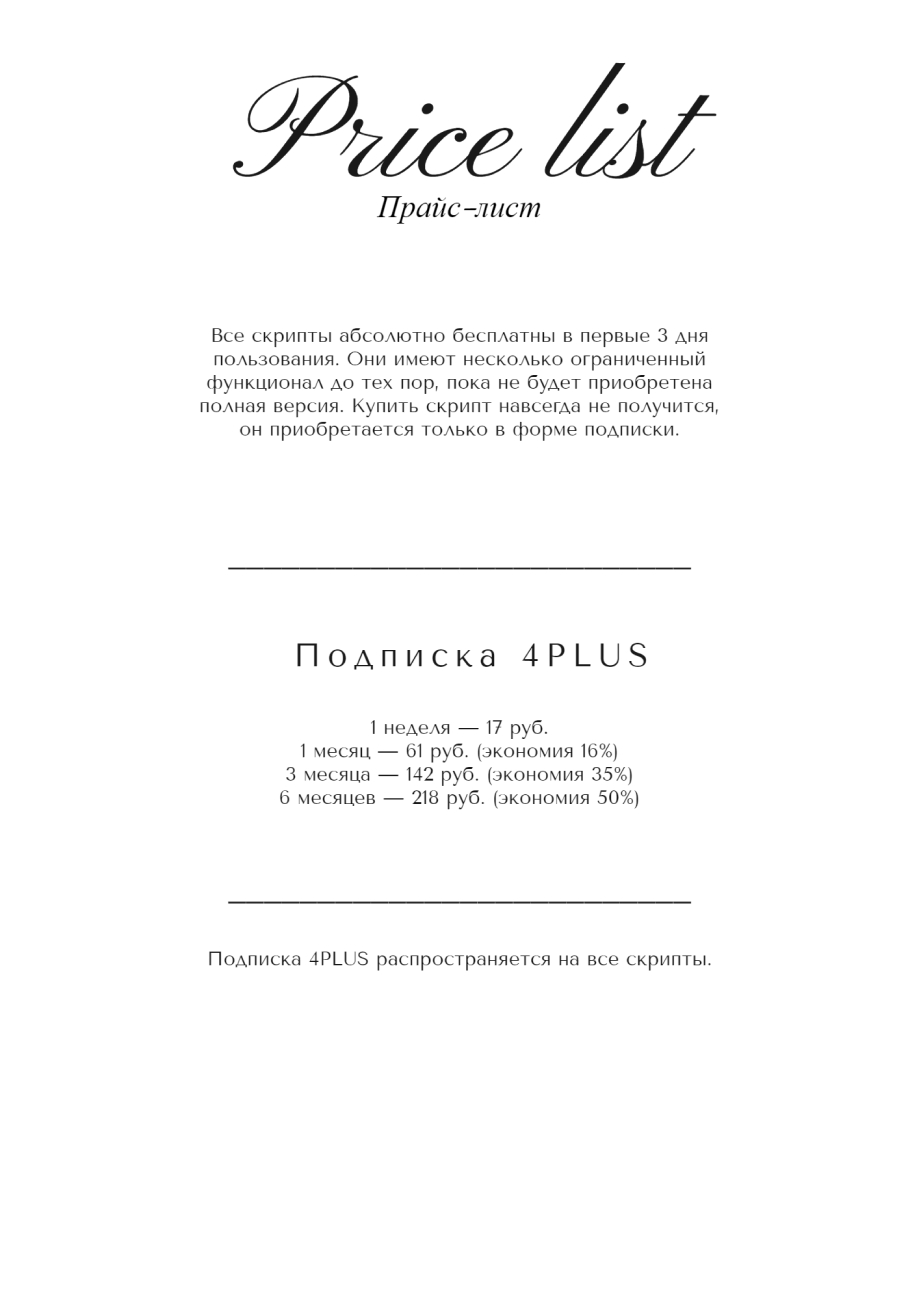 Price list
Прайс-лист
Все скрипты абсолютно бесплатны в первые 3 дня
пользования. Они имеют несколько ограниченный
функционал до тех пор, пока не будет приобретена
полная версия. Купить скрипт навсегда не получится,
он приобретается только в форме подписки.
Подписка 4PLUS
1 неделя — 17 руб.
1 месяц — 61 руб. (экономия 16%)
3 месяца — 142 руб. (экономия 35%)
6 месяцев — 218 руб. (экономия 50%)
Подписка 4PLUS распространяется на все скрипты.